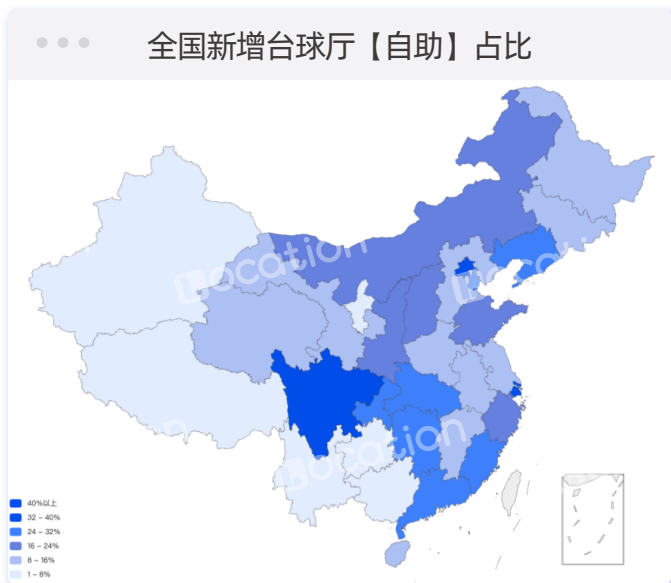 全国新增台球厅【自助】占比
Location
Location
Location
40%以上
32 – 40%
24 – 32%
16 – 24%
8 – 16%
1 – 8%